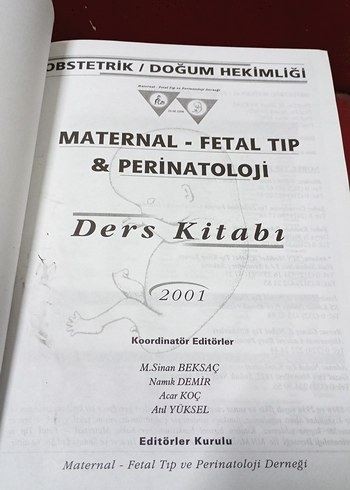 OBSTETRİK / DOĞUM HEKİMLİĞİ
MATERNAL - FETAL TIP
& PERİNATOLOJİ
Ders Kitabı
2001
Koordinatör Editörler
M.Sinan BEKSAÇ
Namık DEMİR
Acar KOÇ
Atıl YÜKSEL
Editörler Kurulu
Maternal - Fetal Tıp ve Perinatoloji Derneği